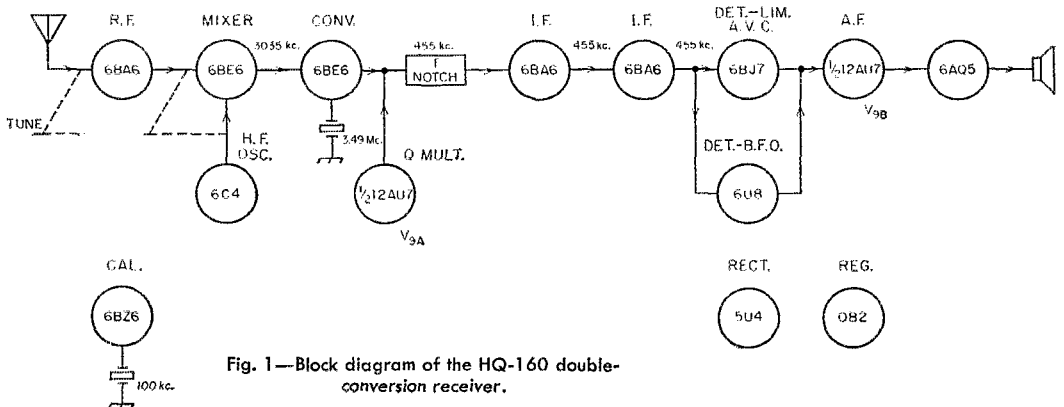 R.F.
MIXER
CONV.
I.F.
I.F.
DET.-LIM.
A.V.C.
A.F.
3035 kc.
455 kc.
455 kc.
455 kc.
6BA6
6BE6
6BE6
T
NOTCH
6BA6
6BA6
6BJ7
½12AU7
6AQ5
V9B
TUNE
H.F.
OSC.
3.49 Mc.
Q MULT.
DET.-B.F.O.
6C4
½12AU7
6U8
V9A
CAL.
RECT.
REG.
6BZ6
5U4
OB2
100 kc.
Fig. 1—Block diagram of the HQ-160 double-
conversion receiver.